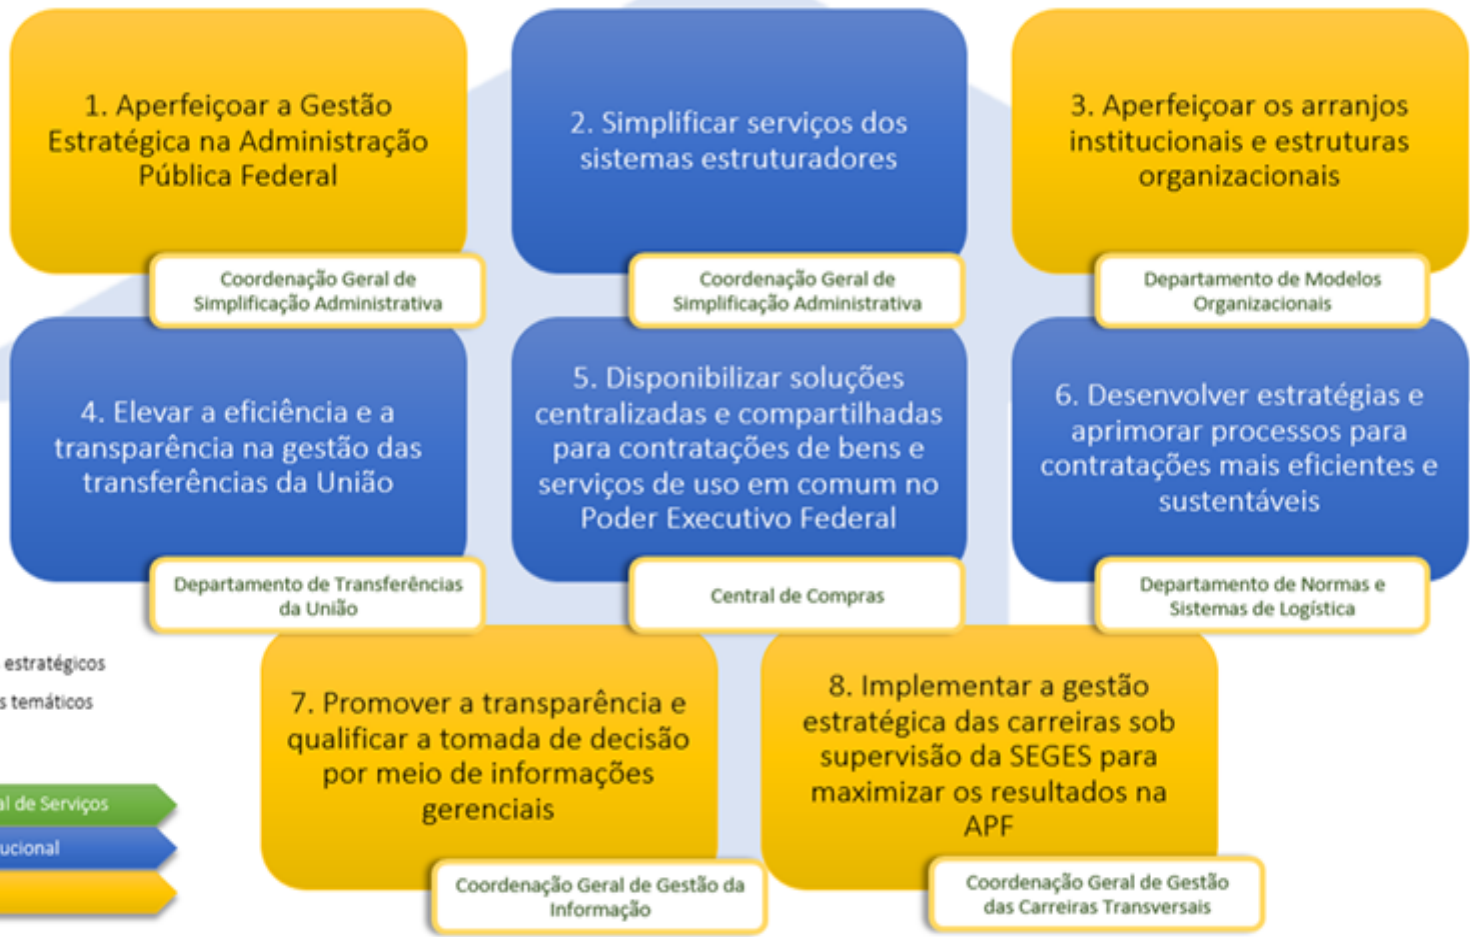 1. Aperfeiçoar a Gestão
Estratégica na Administração
Pública Federal
Coordenação Geral de
Simplificação Administrativa
2. Simplificar serviços dos
sistemas estruturadores
Coordenação Geral de
Simplificação Administrativa
3. Aperfeiçoar os arranjos
institucionais e estruturas
organizacionais
Departamento de Modelos
Organizacionais
4. Elevar a eficiência e a
transparência na gestão das
transferências da União
Departamento de Transferências
da União
5. Disponibilizar soluções
centralizadas e compartilhadas
para contratações de bens e
serviços de uso em comum no
Poder Executivo Federal
Central de Compras
6. Desenvolver estratégias e
aprimorar processos para
contratações mais eficientes e
sustentáveis
Departamento de Normas e
Sistemas de Logística
estratégicos
temáticos
de Serviços
7. Promover a transparência e
qualificar a tomada de decisão
por meio de informações
gerenciais
Coordenação Geral de Gestão da
Informação
8. Implementar a gestão
estratégica das carreiras sob
supervisão da SEGES para
maximizar os resultados na
APF
Coordenação Geral de Gestão
das Carreiras Transversais